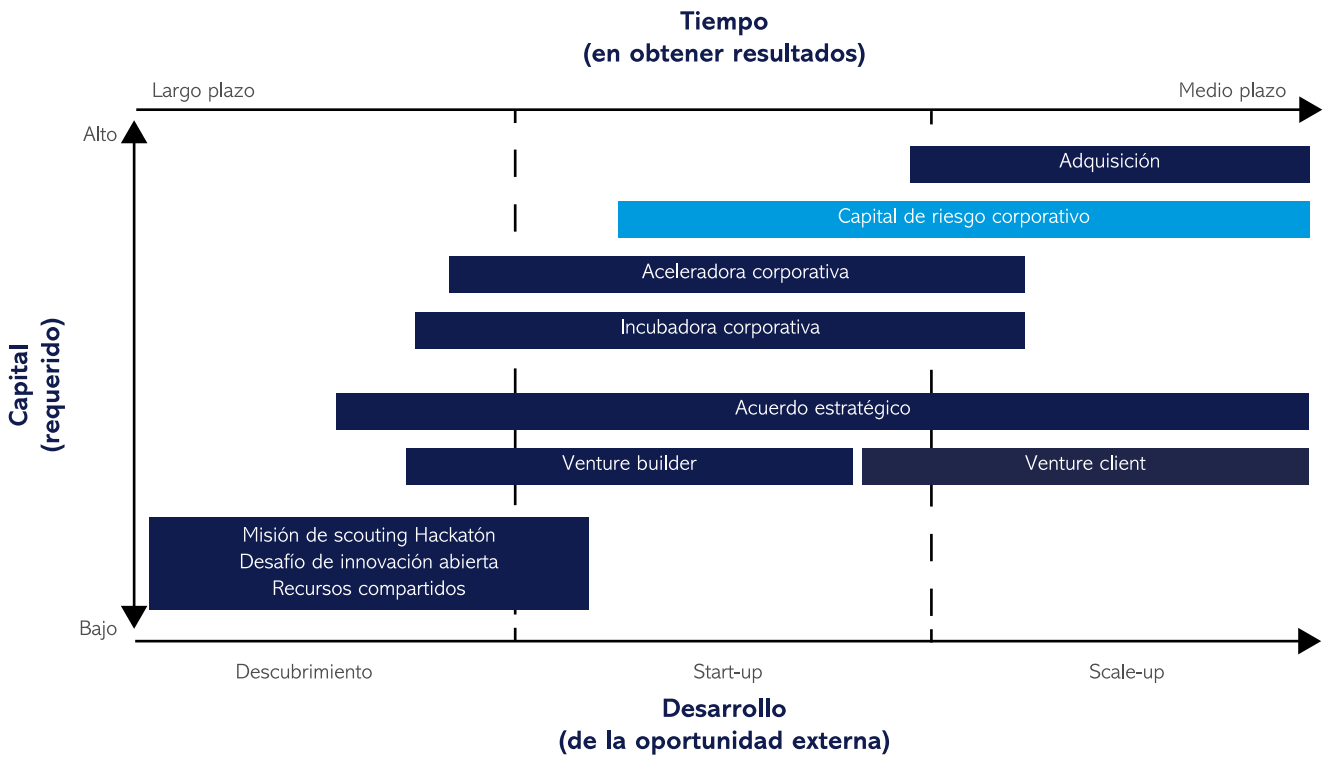 Tiempo
(en obtener resultados)
Largo plazo
Medio plazo
Alto
Adquisición
Capital de riesgo corporativo
Aceleradora corporativa
Incubadora corporativa
Capital
(requerido)
Acuerdo estratégico
Venture builder
Venture client
Misión de scouting Hackatón
Desafío de innovación abierta
Recursos compartidos
Bajo
Descubrimiento
Start-up
Scale-up
Desarrollo
(de la oportunidad externa)